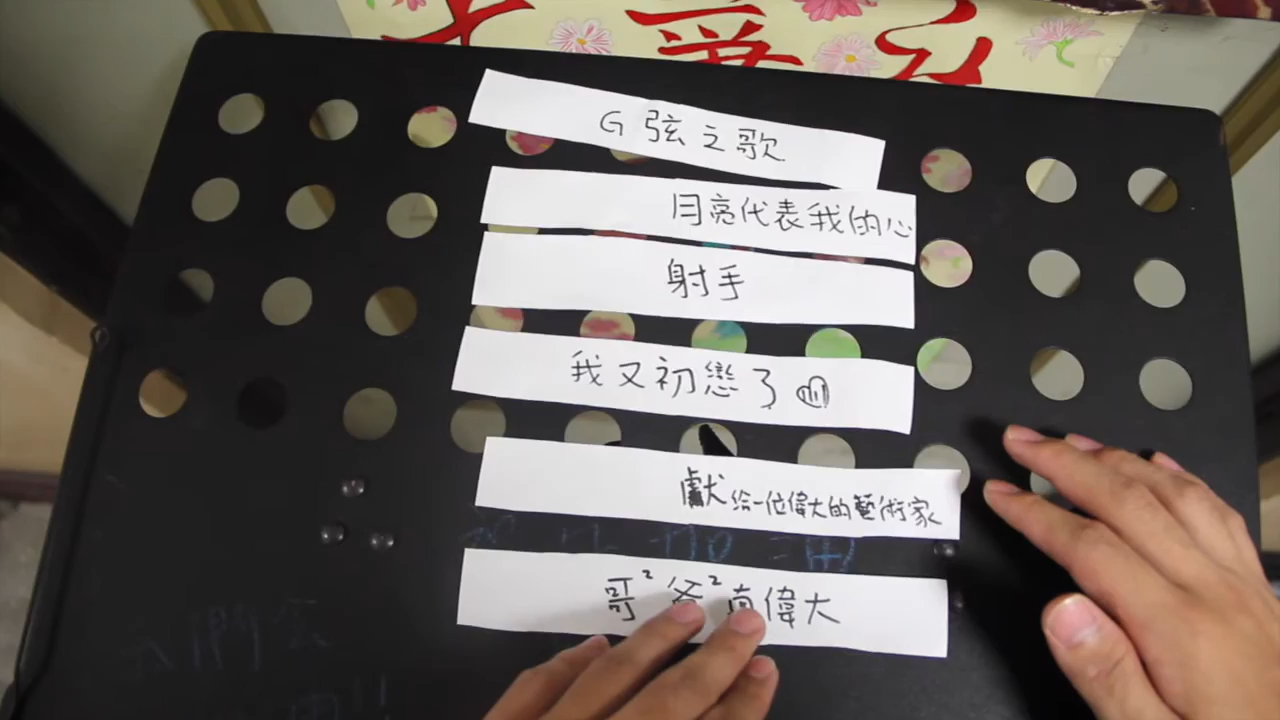 G弦之歌
月亮代表我的心
射手
我又初戀了
獻給一位偉大的藝術家
哥²爸²真偉大